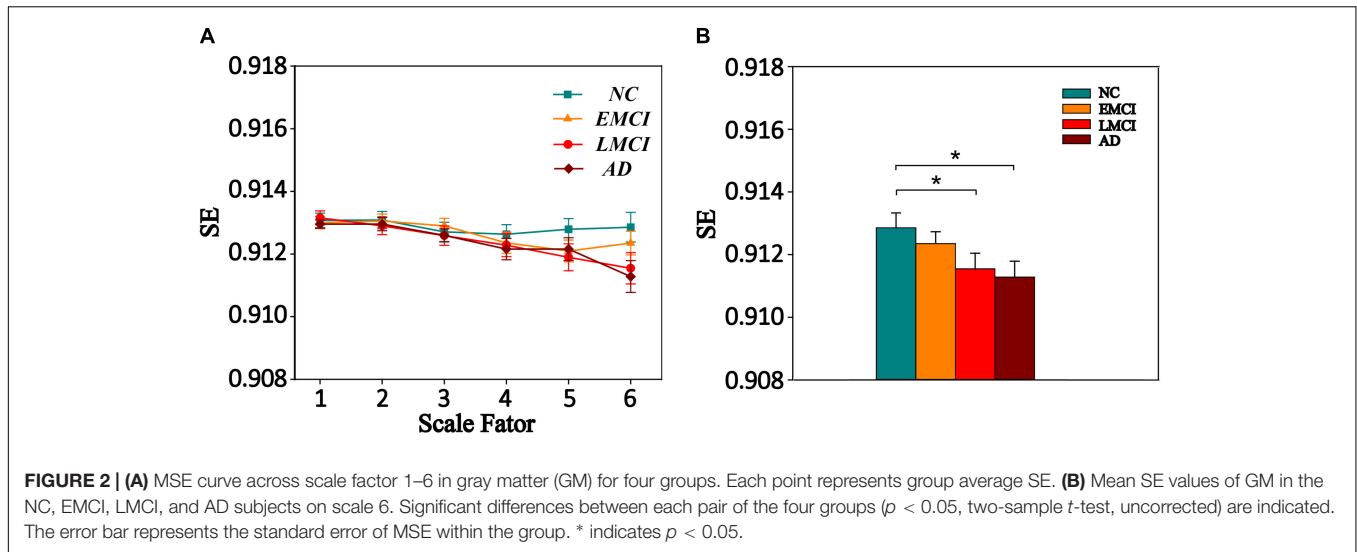 A
0.918
0.916
0.914
0.912
0.910
0.908
SE
1 2 3 4 5 6
Scale Fator
NC
EMCI
LMCI
AD
B
0.918
0.916
0.914
0.912
0.910
0.908
SE
NC
EMCI
LMCI
AD
*
*
FIGURE 2 | (A) MSE curve across scale factor 1–6 in gray matter (GM) for four groups. Each point represents group average SE. (B) Mean SE values of GM in the
NC, EMCI, LMCI, and AD subjects on scale 6. Significant differences between each pair of the four groups (p < 0.05, two-sample t-test, uncorrected) are indicated.
The error bar represents the standard error of MSE within the group. * indicates p < 0.05.